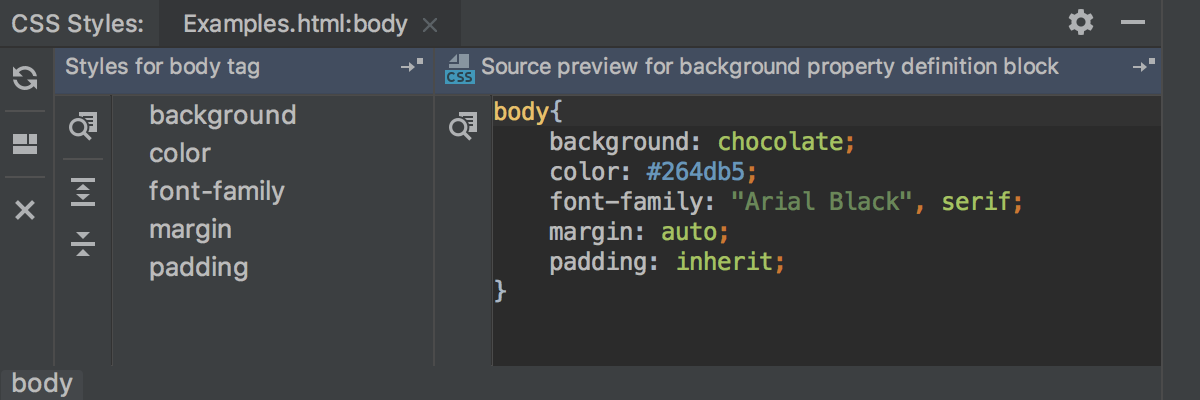 CSS Styles: Examples.html:body
Styles for body tag
CSS Source preview for background property definition block
background
color
font-family
margin
padding
body{
    background: chocolate;
    color: #264db5;
    font-family: "Arial Black", serif;
    margin: auto;
    padding: inherit;
}
body